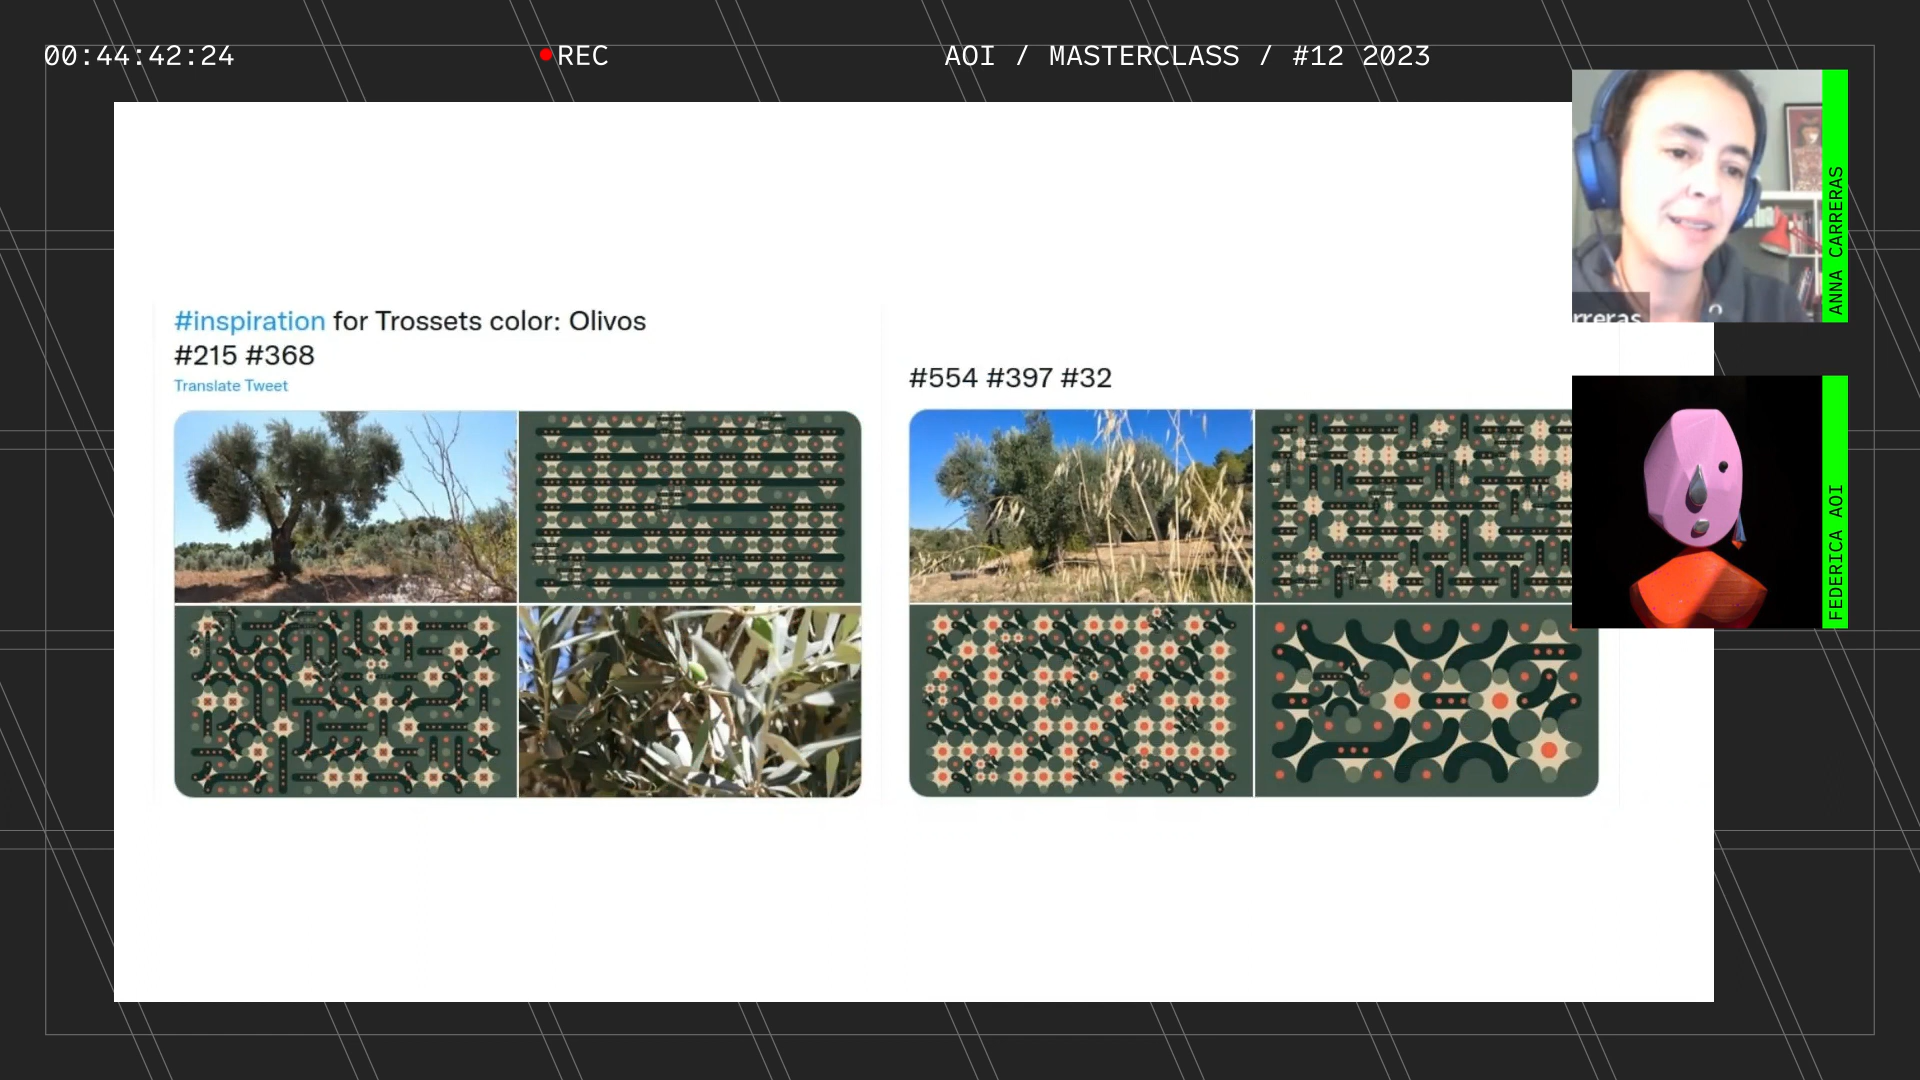 00:44:42:24
REC
AOI / MASTERCLASS / #12 2023
#inspiration for Trossets color: Olivos
#215 #368
Translate Tweet
#554 #397 #32
ANNA CARRERAS
rreras
FEDERICA AOI